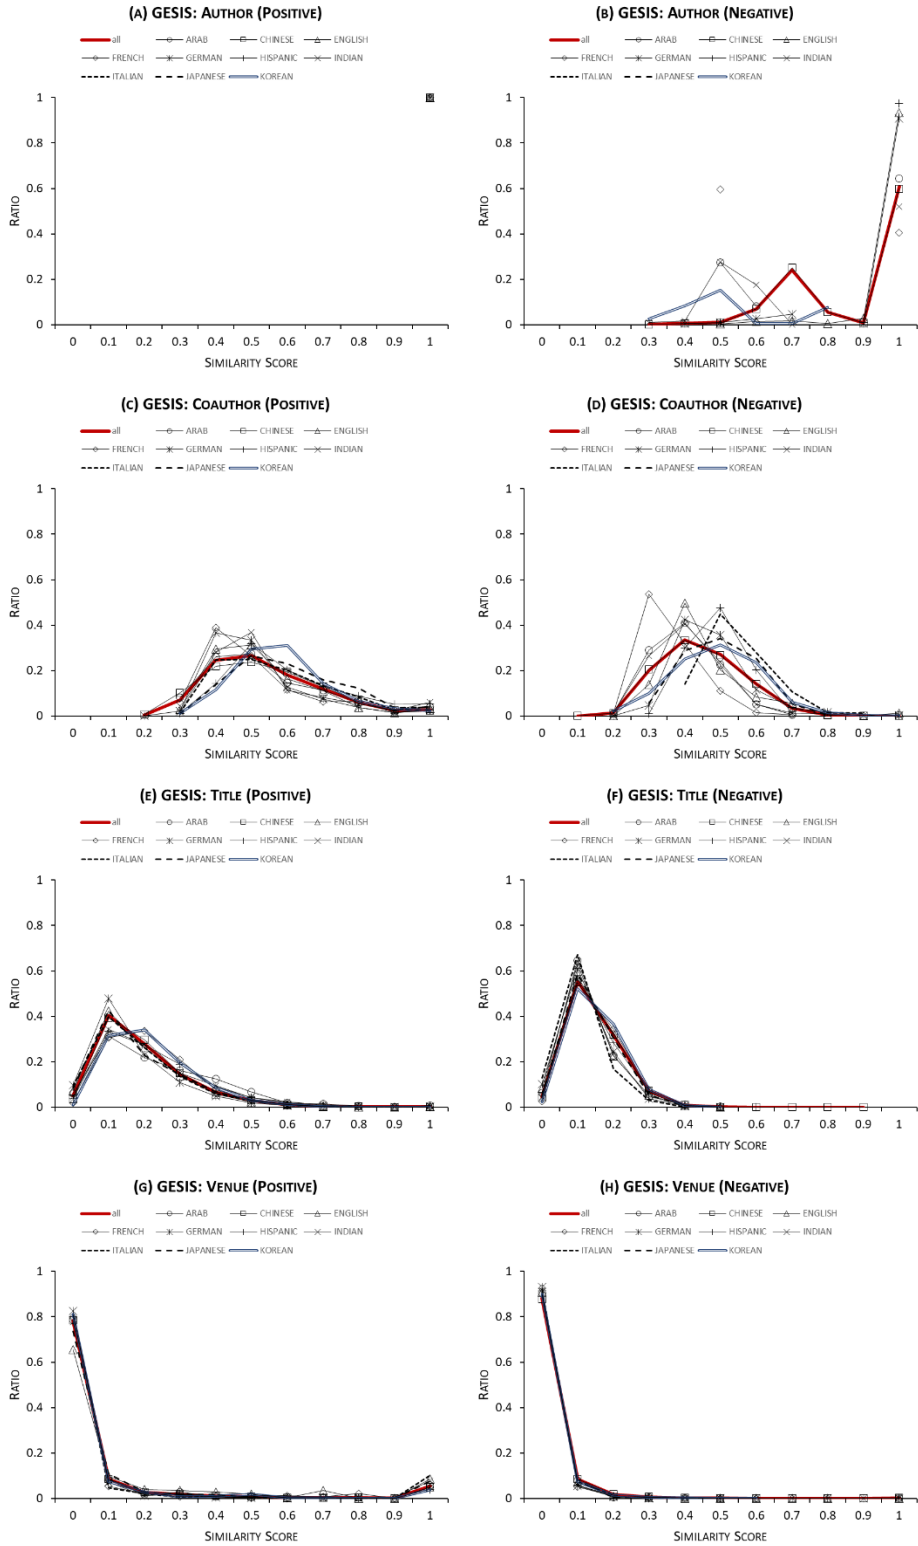 (A) GESIS: AUTHOR (POSITIVE)
all ARAB CHINESE ENGLISH
FRENCH GERMAN HISPANIC INDIAN
ITALIAN JAPANESE KOREAN
1
0.8
0.6
0.4
0.2
0
RATIO
0 0.1 0.2 0.3 0.4 0.5 0.6 0.7 0.8 0.9 1
SIMILARITY SCORE
(B) GESIS: AUTHOR (NEGATIVE)
all ARAB CHINESE ENGLISH
FRENCH GERMAN HISPANIC INDIAN
ITALIAN JAPANESE KOREAN
1
0.8
0.6
0.4
0.2
0
RATIO
0 0.1 0.2 0.3 0.4 0.5 0.6 0.7 0.8 0.9 1
SIMILARITY SCORE
(C) GESIS: COAUTHOR (POSITIVE)
all ARAB CHINESE ENGLISH
FRENCH GERMAN HISPANIC INDIAN
ITALIAN JAPANESE KOREAN
1
0.8
0.6
0.4
0.2
0
RATIO
0 0.1 0.2 0.3 0.4 0.5 0.6 0.7 0.8 0.9 1
SIMILARITY SCORE
(D) GESIS: COAUTHOR (NEGATIVE)
all ARAB CHINESE ENGLISH
FRENCH GERMAN HISPANIC INDIAN
ITALIAN JAPANESE KOREAN
1
0.8
0.6
0.4
0.2
0
RATIO
0 0.1 0.2 0.3 0.4 0.5 0.6 0.7 0.8 0.9 1
SIMILARITY SCORE
(E) GESIS: TITLE (POSITIVE)
all ARAB CHINESE ENGLISH
FRENCH GERMAN HISPANIC INDIAN
ITALIAN JAPANESE KOREAN
1
0.8
0.6
0.4
0.2
0
RATIO
0 0.1 0.2 0.3 0.4 0.5 0.6 0.7 0.8 0.9 1
SIMILARITY SCORE
(F) GESIS: TITLE (NEGATIVE)
all ARAB CHINESE ENGLISH
FRENCH GERMAN HISPANIC INDIAN
ITALIAN JAPANESE KOREAN
1
0.8
0.6
0.4
0.2
0
RATIO
0 0.1 0.2 0.3 0.4 0.5 0.6 0.7 0.8 0.9 1
SIMILARITY SCORE
(G) GESIS: VENUE (POSITIVE)
all ARAB CHINESE ENGLISH
FRENCH GERMAN HISPANIC INDIAN
ITALIAN JAPANESE KOREAN
1
0.8
0.6
0.4
0.2
0
RATIO
0 0.1 0.2 0.3 0.4 0.5 0.6 0.7 0.8 0.9 1
SIMILARITY SCORE
(H) GESIS: VENUE (NEGATIVE)
all ARAB CHINESE ENGLISH
FRENCH GERMAN HISPANIC INDIAN
ITALIAN JAPANESE KOREAN
1
0.8
0.6
0.4
0.2
0
RATIO
0 0.1 0.2 0.3 0.4 0.5 0.6 0.7 0.8 0.9 1
SIMILARITY SCORE